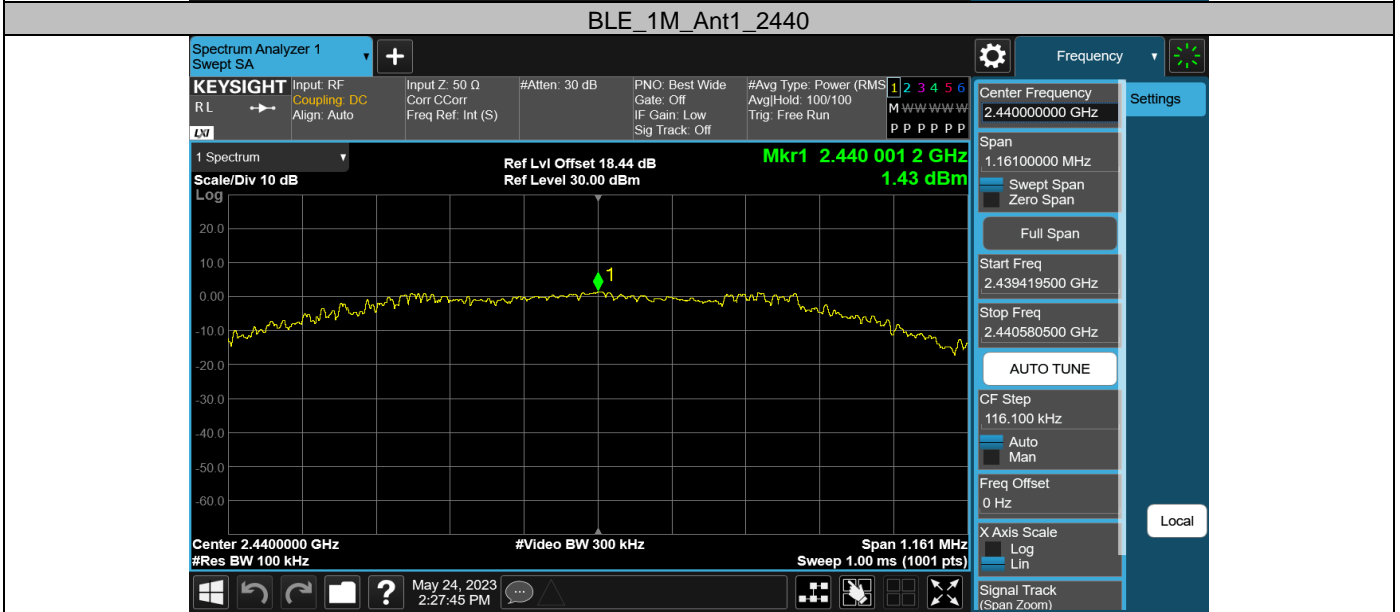 BLE_1M_Ant1_2440
Spectrum Analyzer 1
Swept SA
Frequency
KEYSIGHT
R L
LXI
Input: RF
Coupling: DC
Align: Auto
Input Z: 50 Ω
Corr CCorr
Freq Ref: Int (S)
#Atten: 30 dB
PNO: Best Wide
Gate: Off
IF Gain: Low
Sig Track: Off
#Avg Type: Power (RMS
Avg|Hold: 100/100
Trig: Free Run
1 2 3 4 5 6
M W W W W W
P P P P P P
1 Spectrum
Scale/Div 10 dB
Ref Lvl Offset 18.44 dB
Ref Level 30.00 dBm
Mkr1 2.440 001 2 GHz
1.43 dBm
Log
20.0
10.0
0.00
-10.0
-20.0
-30.0
-40.0
-50.0
-60.0
1
Center 2.4400000 GHz
#Res BW 100 kHz
#Video BW 300 kHz
Span 1.161 MHz
Sweep 1.00 ms (1001 pts)
Center Frequency
2.440000000 GHz
Settings
Span
1.16100000 MHz
Swept Span
Zero Span
Full Span
Start Freq
2.439419500 GHz
Stop Freq
2.440580500 GHz
AUTO TUNE
CF Step
116.100 kHz
Auto
Man
Freq Offset
0 Hz
X Axis Scale
Log
Lin
Signal Track
(Span Zoom)
Local
?
May 24, 2023
2:27:45 PM